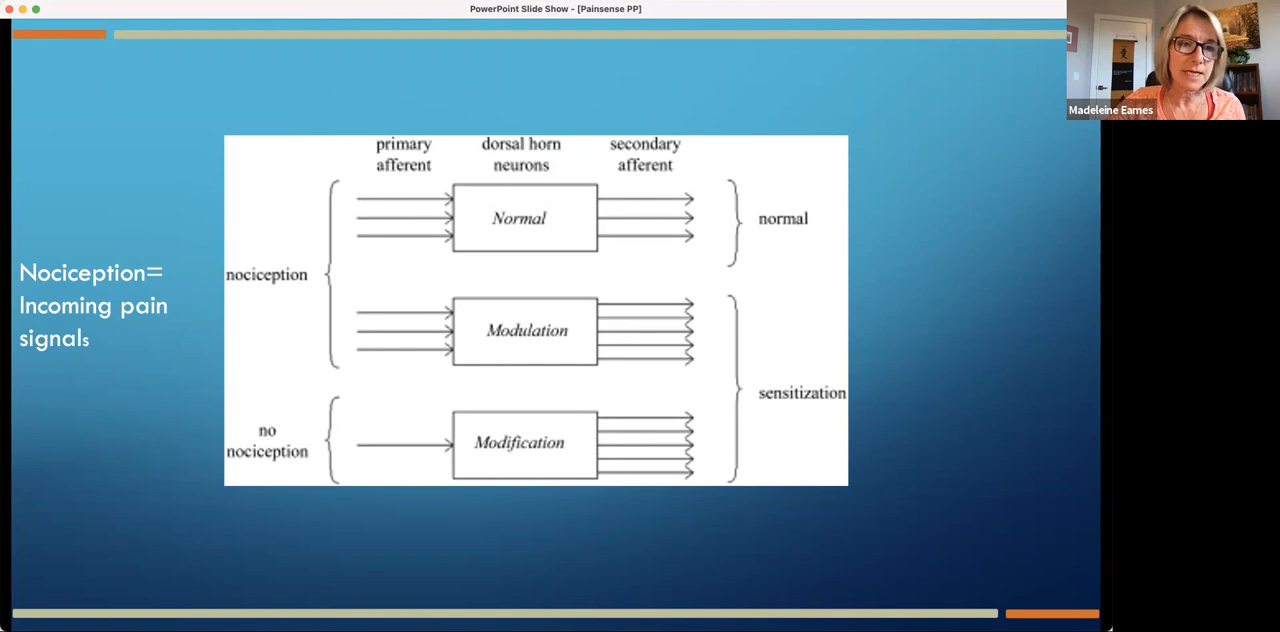 PowerPoint Slide Show - [Painsense PP]
Madeleine Eames
Nociception=
Incoming pain
signals
primary
afferent
dorsal horn
neurons
secondary
afferent
nociception
Normal
normal
Modulation
sensitization
no
nociception
Modification